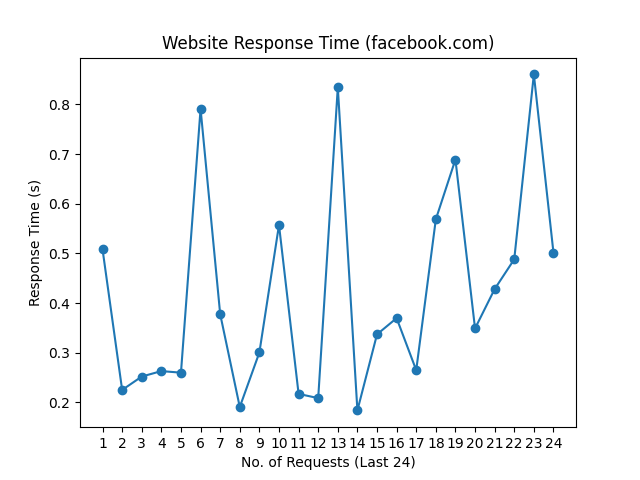 Website Response Time (facebook.com)
Response Time (s)
0.8
0.7
0.6
0.5
0.4
0.3
0.2
1 2 3 4 5 6 7 8 9 10 11 12 13 14 15 16 17 18 19 20 21 22 23 24
No. of Requests (Last 24)